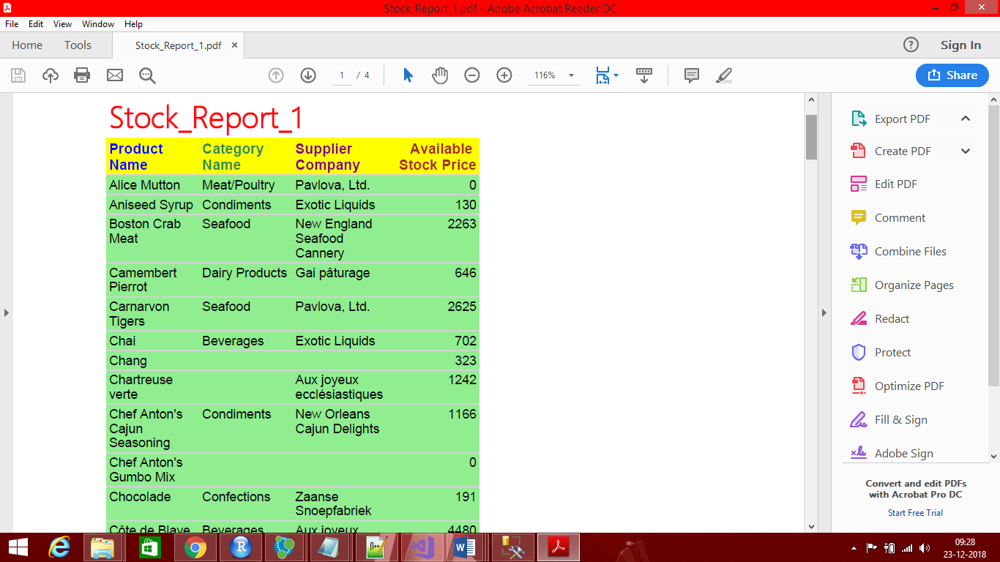 Stock_Report_1.pdf - Adobe Acrobat Reader DC
File Edit View Window Help
Home Tools Stock_Report_1.pdf × ? Sign In
1 / 4 116% Share
Stock_Report_1
Product Category Supplier Available
Name Name Company Stock Price
Alice Mutton Meat/Poultry Pavlova, Ltd. 0
Aniseed Syrup Condiments Exotic Liquids 130
Boston Crab Seafood New England 2263
Meat Seafood
Cannery
Camembert Dairy Products Gai pâturage 646
Pierrot
Carnarvon Seafood Pavlova, Ltd. 2625
Tigers
Chai Beverages Exotic Liquids 702
Chang 323
Chartreuse Aux joyeux 1242
verte ecclésiastiques
Chef Anton's Condiments New Orleans 1166
Cajun Cajun Delights
Seasoning
Chef Anton's 0
Gumbo Mix
Chocolade Confections Zaanse 191
Snoepfabriek
Côte de Blaye Beverages Aux joyeux 4480
Export PDF
Create PDF
Edit PDF
Comment
Combine Files
Organize Pages
Redact
Protect
Optimize PDF
Fill & Sign
Adobe Sign
Convert and edit PDFs
with Acrobat Pro DC
Start Free Trial
09:28
23-12-2018